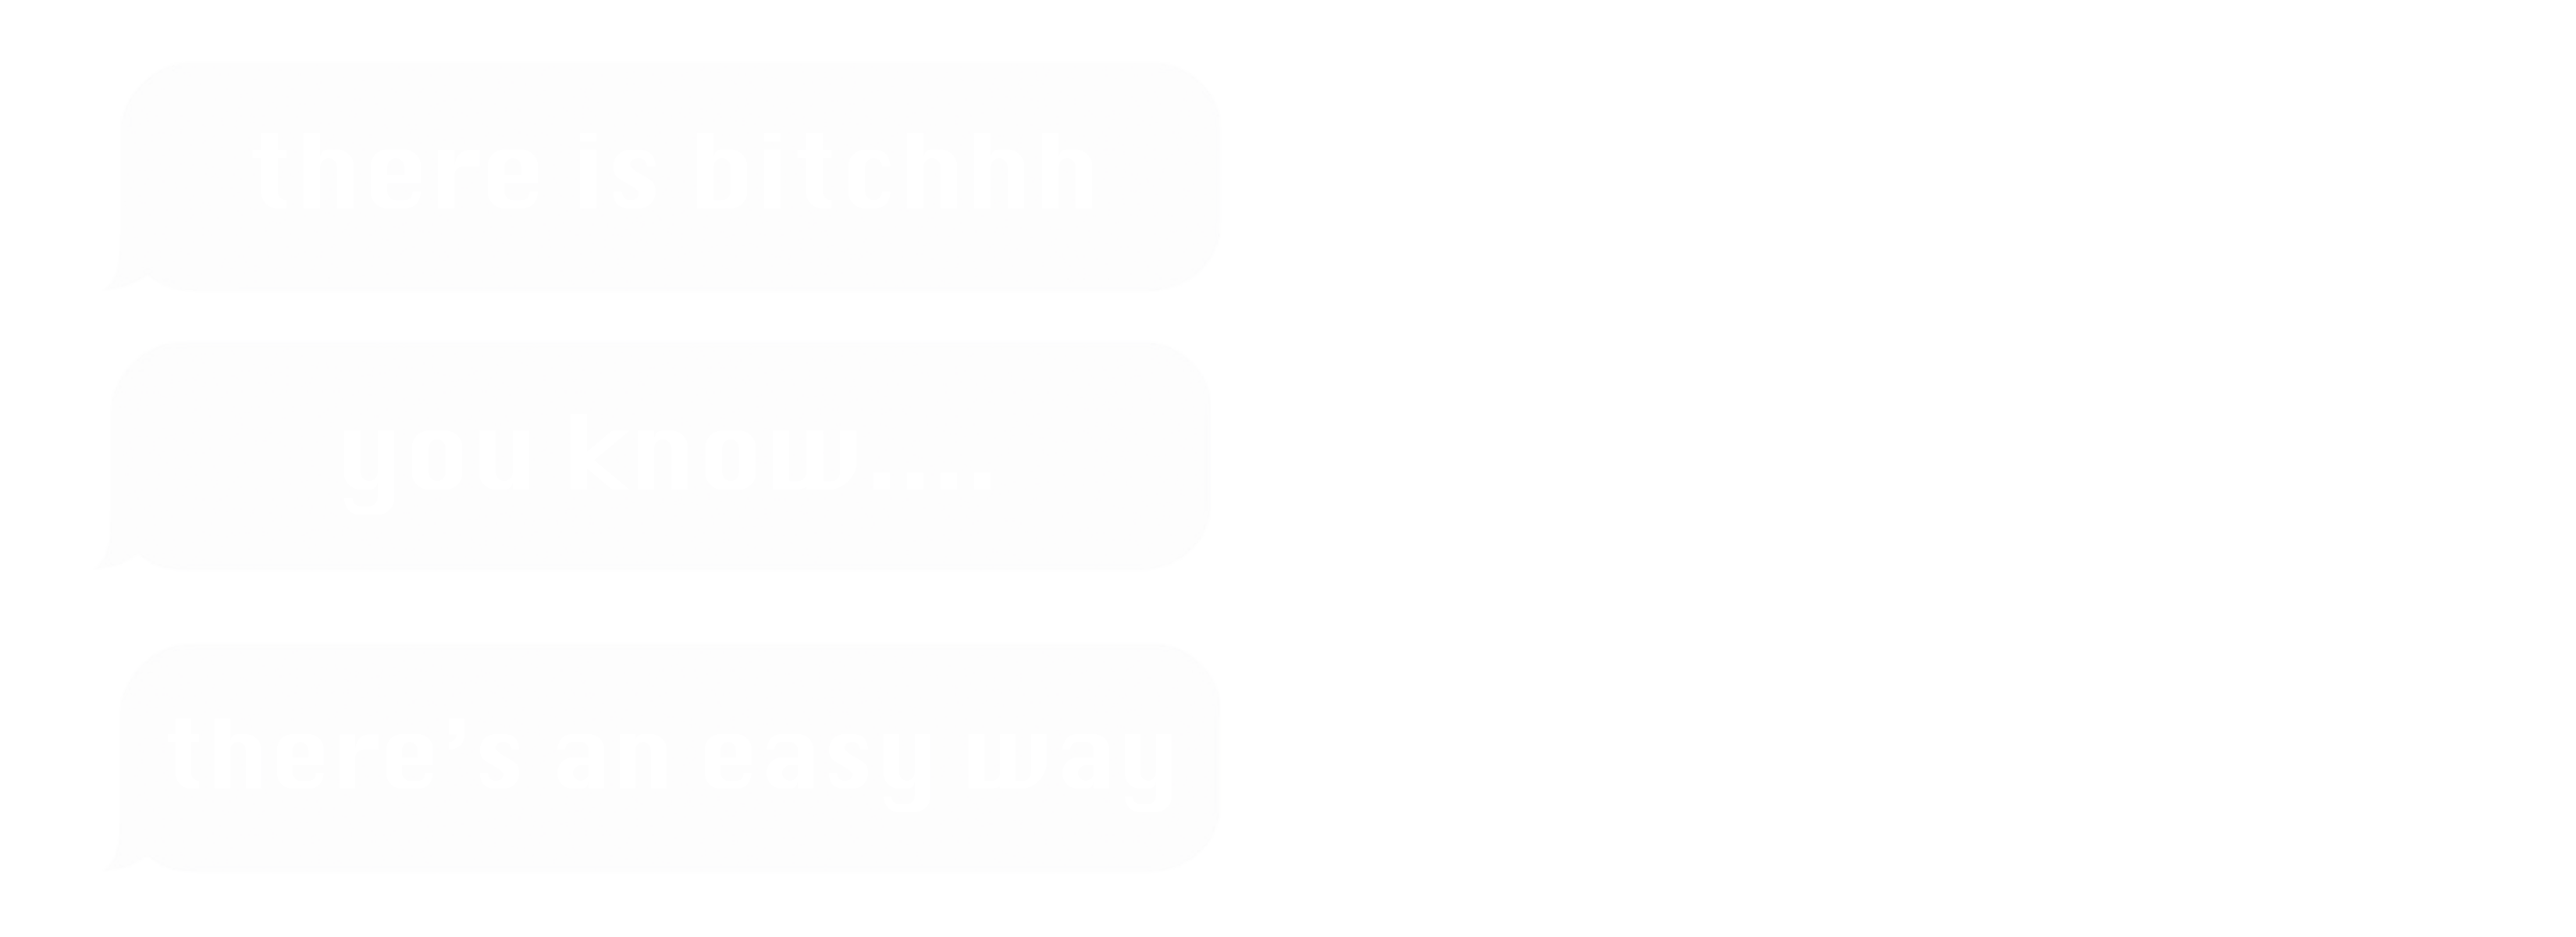 there is bitchhh
you know....
there's an easy way